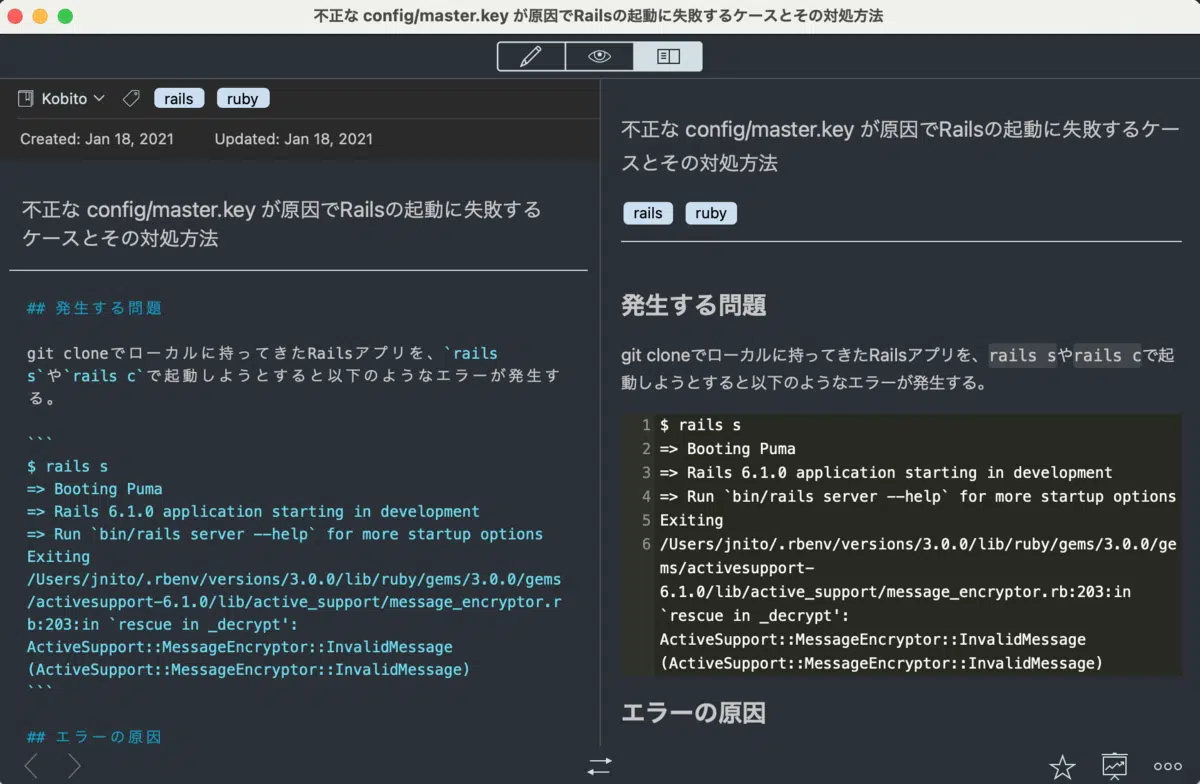 不正な config/master.key が原因でRailsの起動に失敗するケースとその対処方法
Kobito
rails
ruby
Created: Jan 18, 2021
Updated: Jan 18, 2021
不正な config/master.key が原因でRailsの起動に失敗する
ケースとその対処方法
## 発生する問題
git cloneでローカルに持ってきたRailsアプリを、`rails
s`や`rails c`で起動しようとすると以下のようなエラーが発生す
る。
```
$ rails s
=> Booting Puma
=> Rails 6.1.0 application starting in development
=> Run `bin/rails server --help` for more startup options
Exiting
/Users/jnito/.rbenv/versions/3.0.0/lib/ruby/gems/3.0.0/gems
/activesupport-6.1.0/lib/active_support/message_encryptor.r
b:203:in `rescue in _decrypt':
ActiveSupport::MessageEncryptor::InvalidMessage
(ActiveSupport::MessageEncryptor::InvalidMessage)
```
## エラーの原因
不正な config/master.key が原因でRailsの起動に失敗するケー
スとその対処方法
rails
ruby
発生する問題
git cloneでローカルに持ってきたRailsアプリを、rails sやrails cで起
動しようとすると以下のようなエラーが発生する。
1 $ rails s
2 => Booting Puma
3 => Rails 6.1.0 application starting in development
4 => Run `bin/rails server --help` for more startup options
5 Exiting
6 /Users/jnito/.rbenv/versions/3.0.0/lib/ruby/gems/3.0.0/ge
ms/activesupport-
6.1.0/lib/active_support/message_encryptor.rb:203:in
`rescue in _decrypt':
ActiveSupport::MessageEncryptor::InvalidMessage
(ActiveSupport::MessageEncryptor::InvalidMessage)
エラーの原因